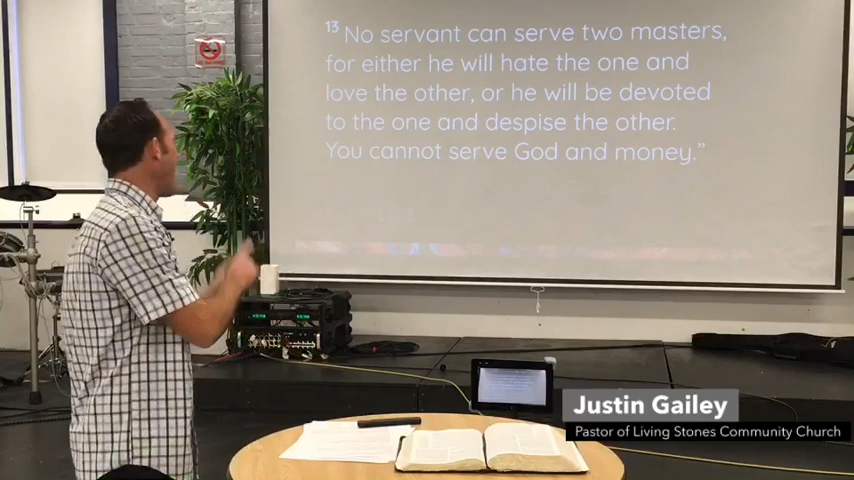 13 No servant can serve two masters,
for either he will hate the one and
love the other, or he will be devoted
to the one and despise the other.
You cannot serve God and money.”
Justin Gailey
Pastor of Living Stones Community Church